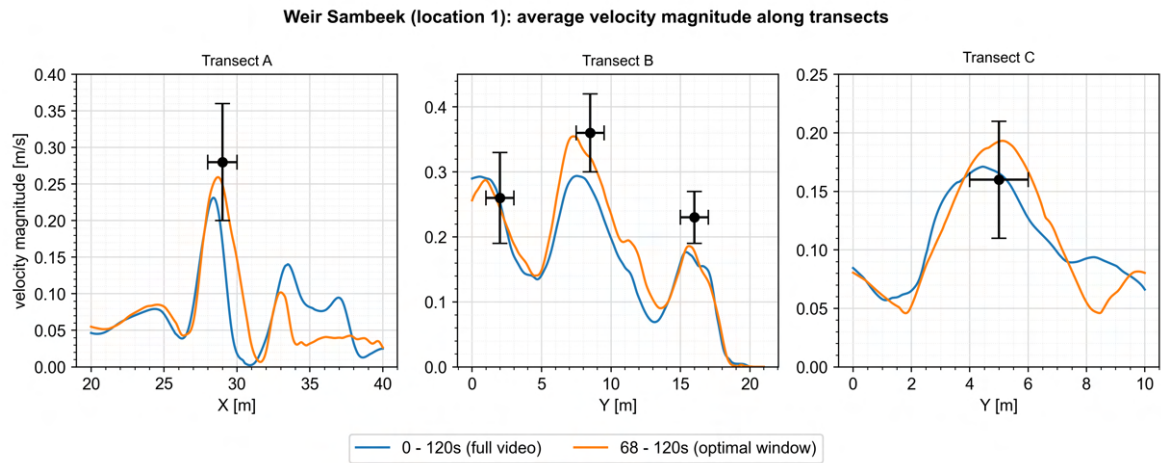 Weir Sambeek (location 1): average velocity magnitude along transects
Transect A
Transect B
Transect C
velocity magnitude [m/s]
0.40
0.35
0.30
0.25
0.20
0.15
0.10
0.05
0.00
20 25 30 35 40
X [m]
0.4
0.3
0.2
0.1
0.0
0 5 10 15 20
Y [m]
0.25
0.20
0.15
0.10
0.05
0.00
0 2 4 6 8 10
Y [m]
0 - 120s (full video) 68 - 120s (optimal window)